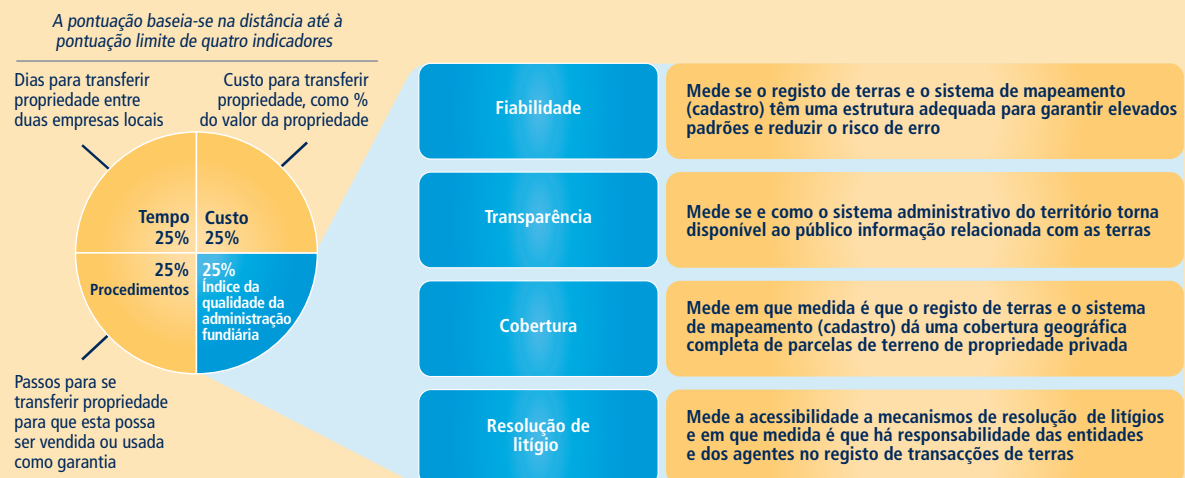 A pontuação baseia-se na distância até à
pontuação limite de quatro indicadores
Dias para transferir
propriedade entre
duas empresas locais
Custo para transferir
propriedade, como %
do valor da propriedade
Tempo
25%
Custo
25%
25%
Procedimentos
25%
Índice da
qualidade da
administração
fundiária
Passos para se
transferir propriedade
para que esta possa
ser vendida ou usada
como garantia
Fiabilidade
Mede se o registo de terras e o sistema de mapeamento
(cadastro) têm uma estrutura adequada para garantir elevados
padrões e reduzir o risco de erro
Transparência
Mede se e como o sistema administrativo do território torna
disponível ao público informação relacionada com as terras
Cobertura
Mede em que medida é que o registo de terras e o sistema
de mapeamento (cadastro) dá uma cobertura geográfica
completa de parcelas de terreno de propriedade privada
Resolução de
litígio
Mede a acessibilidade a mecanismos de resolução de litígios
e em que medida é que há responsabilidade das entidades
e dos agentes no registo de transacções de terras